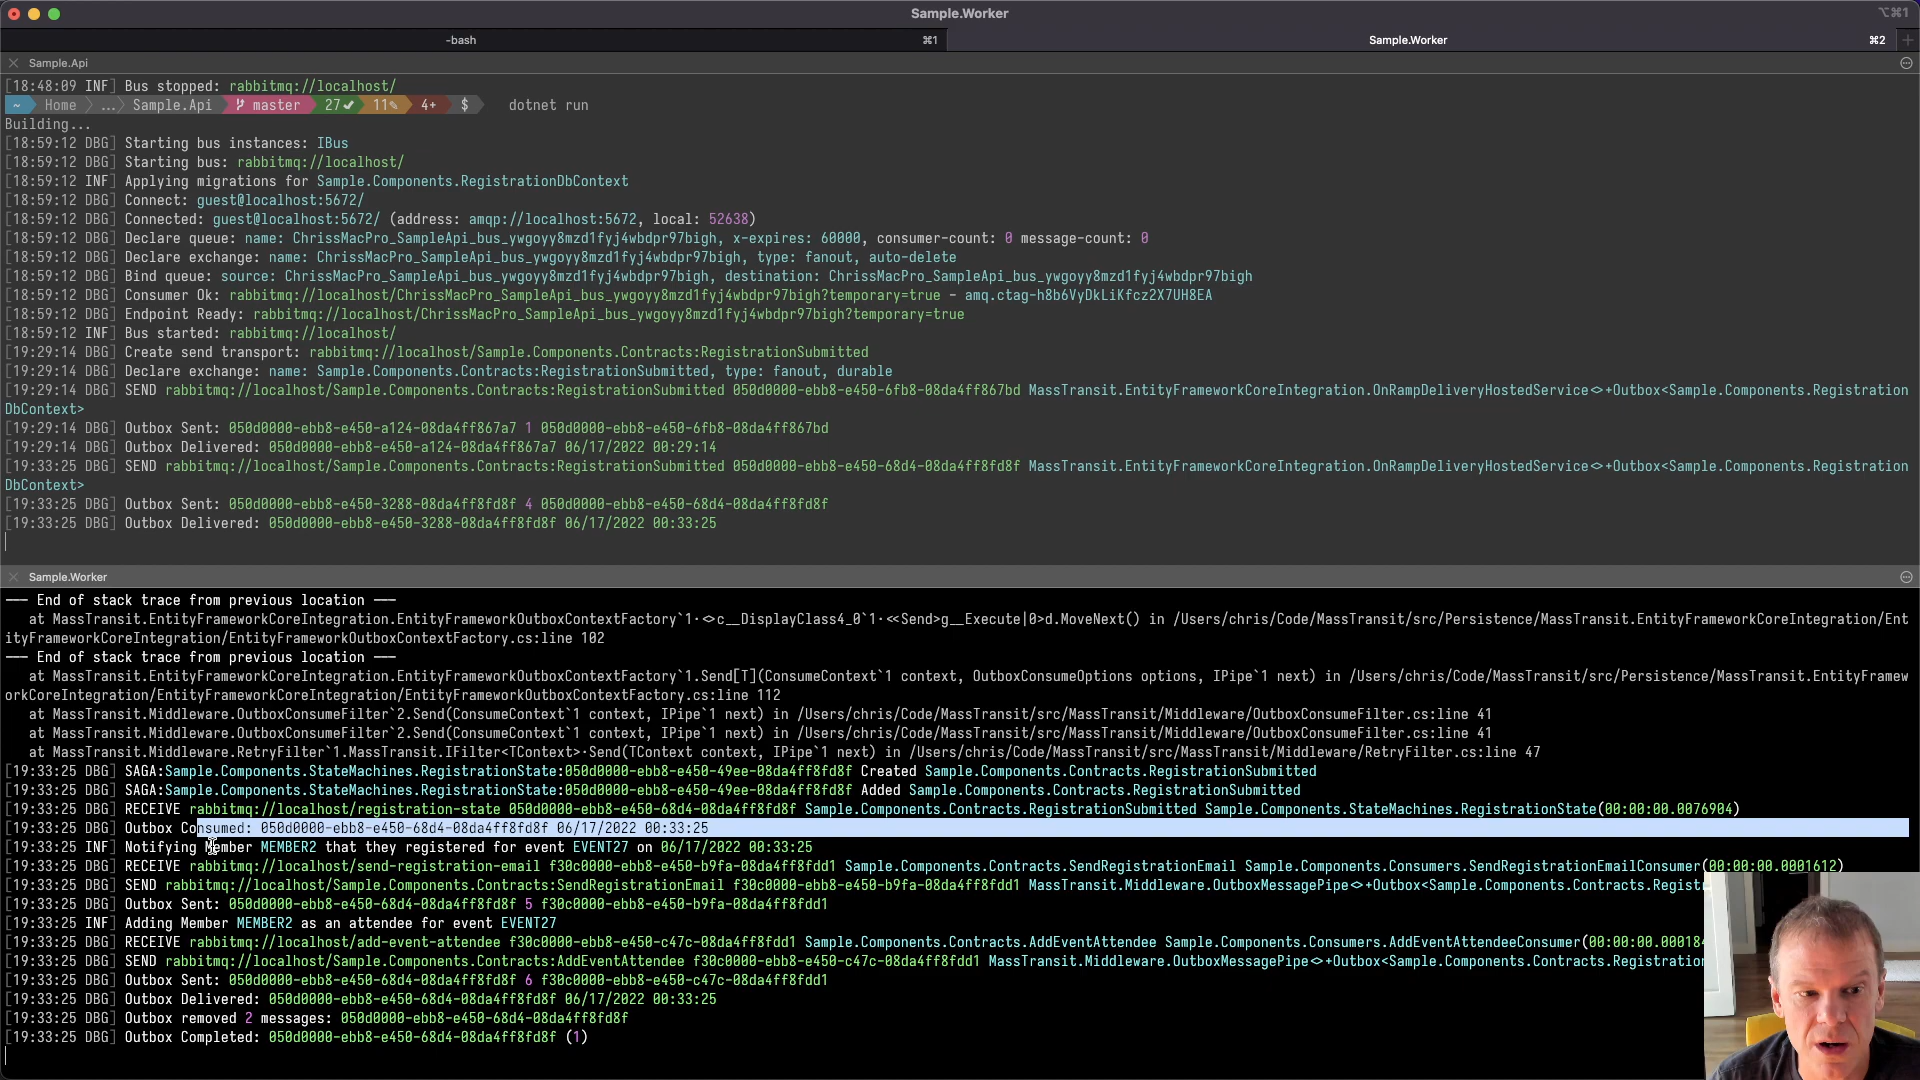 Sample.Worker
⌥⌘1
-bash ⌘1 Sample.Worker ⌘2
Sample.Api
[18:48:09 INF] Bus stopped: rabbitmq://localhost/
~ Home ... Sample.Api master 27✔ 11✎ 4+ $ dotnet run
Building...
[18:59:12 DBG] Starting bus instances: IBus
[18:59:12 DBG] Starting bus: rabbitmq://localhost/
[18:59:12 INF] Applying migrations for Sample.Components.RegistrationDbContext
[18:59:12 DBG] Connect: guest@localhost:5672/
[18:59:12 DBG] Connected: guest@localhost:5672/ (address: amqp://localhost:5672, local: 52638)
[18:59:12 DBG] Declare queue: name: ChrissMacPro_SampleApi_bus_ywgoyy8mzd1fyj4wbdpr97bigh, x-expires: 60000, consumer-count: 0 message-count: 0
[18:59:12 DBG] Declare exchange: name: ChrissMacPro_SampleApi_bus_ywgoyy8mzd1fyj4wbdpr97bigh, type: fanout, auto-delete
[18:59:12 DBG] Bind queue: source: ChrissMacPro_SampleApi_bus_ywgoyy8mzd1fyj4wbdpr97bigh, destination: ChrissMacPro_SampleApi_bus_ywgoyy8mzd1fyj4wbdpr97bigh
[18:59:12 DBG] Consumer Ok: rabbitmq://localhost/ChrissMacPro_SampleApi_bus_ywgoyy8mzd1fyj4wbdpr97bigh?temporary=true - amq.ctag-h8b6VyDkLiKfcz2X7UH8EA
[18:59:12 DBG] Endpoint Ready: rabbitmq://localhost/ChrissMacPro_SampleApi_bus_ywgoyy8mzd1fyj4wbdpr97bigh?temporary=true
[18:59:12 INF] Bus started: rabbitmq://localhost/
[19:29:14 DBG] Create send transport: rabbitmq://localhost/Sample.Components.Contracts:RegistrationSubmitted
[19:29:14 DBG] Declare exchange: name: Sample.Components.Contracts:RegistrationSubmitted, type: fanout, durable
[19:29:14 DBG] SEND rabbitmq://localhost/Sample.Components.Contracts:RegistrationSubmitted 050d0000-ebb8-e450-6fb8-08da4ff867bd MassTransit.EntityFrameworkCoreIntegration.OnRampDeliveryHostedService<>+Outbox<Sample.Components.Registration
DbContext>
[19:29:14 DBG] Outbox Sent: 050d0000-ebb8-e450-a124-08da4ff867a7 1 050d0000-ebb8-e450-6fb8-08da4ff867bd
[19:29:14 DBG] Outbox Delivered: 050d0000-ebb8-e450-a124-08da4ff867a7 06/17/2022 00:29:14
[19:33:25 DBG] SEND rabbitmq://localhost/Sample.Components.Contracts:RegistrationSubmitted 050d0000-ebb8-e450-68d4-08da4ff8fd8f MassTransit.EntityFrameworkCoreIntegration.OnRampDeliveryHostedService<>+Outbox<Sample.Components.Registration
DbContext>
[19:33:25 DBG] Outbox Sent: 050d0000-ebb8-e450-3288-08da4ff8fd8f 4 050d0000-ebb8-e450-68d4-08da4ff8fd8f
[19:33:25 DBG] Outbox Delivered: 050d0000-ebb8-e450-3288-08da4ff8fd8f 06/17/2022 00:33:25
Sample.Worker
--- End of stack trace from previous location ---
at MassTransit.EntityFrameworkCoreIntegration.EntityFrameworkOutboxContextFactory`1.<>c__DisplayClass4_0`1.<<Send>g__Execute|0>d.MoveNext() in /Users/chris/Code/MassTransit/src/Persistence/MassTransit.EntityFrameworkCoreIntegration/Ent
ityFrameworkCoreIntegration/EntityFrameworkOutboxContextFactory.cs:line 102
--- End of stack trace from previous location ---
at MassTransit.EntityFrameworkCoreIntegration.EntityFrameworkOutboxContextFactory`1.Send[T](ConsumeContext`1 context, OutboxConsumeOptions options, IPipe`1 next) in /Users/chris/Code/MassTransit/src/Persistence/MassTransit.EntityFramew
orkCoreIntegration/EntityFrameworkCoreIntegration/EntityFrameworkOutboxContextFactory.cs:line 112
at MassTransit.Middleware.OutboxConsumeFilter`2.Send(ConsumeContext`1 context, IPipe`1 next) in /Users/chris/Code/MassTransit/src/MassTransit/Middleware/OutboxConsumeFilter.cs:line 41
at MassTransit.Middleware.OutboxConsumeFilter`2.Send(ConsumeContext`1 context, IPipe`1 next) in /Users/chris/Code/MassTransit/src/MassTransit/Middleware/OutboxConsumeFilter.cs:line 41
at MassTransit.Middleware.RetryFilter`1.MassTransit.IFilter<TContext>.Send(TContext context, IPipe`1 next) in /Users/chris/Code/MassTransit/src/MassTransit/Middleware/RetryFilter.cs:line 47
[19:33:25 DBG] SAGA:Sample.Components.StateMachines.RegistrationState:050d0000-ebb8-e450-49ee-08da4ff8fd8f Created Sample.Components.Contracts.RegistrationSubmitted
[19:33:25 DBG] SAGA:Sample.Components.StateMachines.RegistrationState:050d0000-ebb8-e450-49ee-08da4ff8fd8f Added Sample.Components.Contracts.RegistrationSubmitted
[19:33:25 DBG] RECEIVE rabbitmq://localhost/registration-state 050d0000-ebb8-e450-68d4-08da4ff8fd8f Sample.Components.Contracts.RegistrationSubmitted Sample.Components.StateMachines.RegistrationState(00:00:00.0076904)
[19:33:25 DBG] Outbox Consumed: 050d0000-ebb8-e450-68d4-08da4ff8fd8f 06/17/2022 00:33:25
[19:33:25 INF] Notifying Member MEMBER2 that they registered for event EVENT27 on 06/17/2022 00:33:25
[19:33:25 DBG] RECEIVE rabbitmq://localhost/send-registration-email f30c0000-ebb8-e450-b9fa-08da4ff8fdd1 Sample.Components.Contracts.SendRegistrationEmail Sample.Components.Consumers.SendRegistrationEmailConsumer(00:00:00.0001612)
[19:33:25 DBG] SEND rabbitmq://localhost/Sample.Components.Contracts:SendRegistrationEmail f30c0000-ebb8-e450-b9fa-08da4ff8fdd1 MassTransit.Middleware.OutboxMessagePipe<>+Outbox<Sample.Components.Contracts.Regist
[19:33:25 DBG] Outbox Sent: 050d0000-ebb8-e450-68d4-08da4ff8fd8f 5 f30c0000-ebb8-e450-b9fa-08da4ff8fdd1
[19:33:25 INF] Adding Member MEMBER2 as an attendee for event EVENT27
[19:33:25 DBG] RECEIVE rabbitmq://localhost/add-event-attendee f30c0000-ebb8-e450-c47c-08da4ff8fdd1 Sample.Components.Contracts.AddEventAttendee Sample.Components.Consumers.AddEventAttendeeConsumer(00:00:00.00018
[19:33:25 DBG] SEND rabbitmq://localhost/Sample.Components.Contracts:AddEventAttendee f30c0000-ebb8-e450-c47c-08da4ff8fdd1 MassTransit.Middleware.OutboxMessagePipe<>+Outbox<Sample.Components.Contracts.Registration
[19:33:25 DBG] Outbox Sent: 050d0000-ebb8-e450-68d4-08da4ff8fd8f 6 f30c0000-ebb8-e450-c47c-08da4ff8fdd1
[19:33:25 DBG] Outbox Delivered: 050d0000-ebb8-e450-68d4-08da4ff8fd8f 06/17/2022 00:33:25
[19:33:25 DBG] Outbox removed 2 messages: 050d0000-ebb8-e450-68d4-08da4ff8fd8f
[19:33:25 DBG] Outbox Completed: 050d0000-ebb8-e450-68d4-08da4ff8fd8f (1)